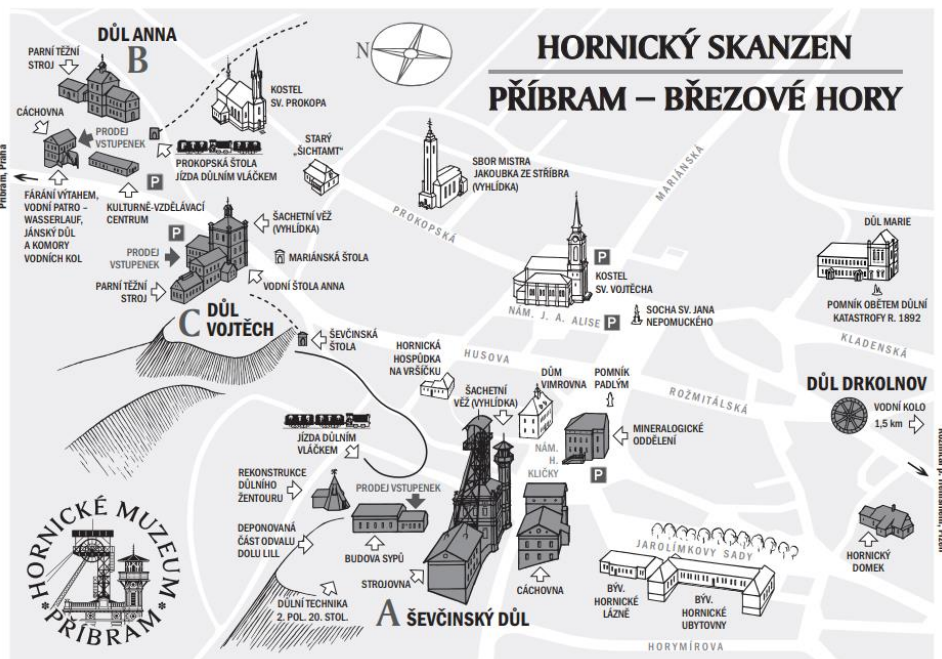 HORNICKÝ SKANZEN
PŘÍBRAM – BŘEZOVÉ HORY
N
DŮL ANNA
B
PARNÍ TĚŽNÍ
STROJ
CÁCHOVNA
PRODEJ
VSTUPENEK
KOSTEL
SV. PROKOPA
PROKOPSKÁ ŠTOLA
JÍZDA DŮLNÍM VLÁČKEM
STARÝ
„ŠICHTAMT“
P
Příbram, Praha
FÁRÁNÍ VÝTAHEM,
VODNÍ PATRO –
WASSERLAUF,
JÁNSKÝ DŮL
A KOMORY
VODNÍCH KOL
KULTURNĚ-VZDĚLÁVACÍ
CENTRUM
SBOR MISTRA
JAKOUBKA ZE STŘÍBRA
(VYHLÍDKA)
MARIÁNSKÁ
PROKOPSKÁ
P
ŠACHETNÍ VĚŽ
(VYHLÍDKA)
PRODEJ
VSTUPENEK
MARIÁNSKÁ ŠTOLA
PARNÍ TĚŽNÍ
STROJ
VODNÍ ŠTOLA ANNA
C DŮL
VOJTĚCH
ŠEVČINSKÁ
ŠTOLA
P
KOSTEL
SV. VOJTĚCHA
NÁM. J. A. ALISE
P
SOCHA SV. JANA
NEPOMUCKÉHO
DŮL MARIE
POMNÍK OBĚTEM DŮLNÍ
KATASTROFY R. 1892
KLADENSKÁ
HUSOVA
ROŽMITÁLSKÁ
HORNICKÁ
HOSPŮDKA
NA VRŠÍČKU
ŠACHETNÍ
VĚŽ (VYHLÍDKA)
DŮM
VIMROVNA
POMNÍK
PADLÝM
MINERALOGICKÉ
ODDĚLENÍ
NÁM.
H.
KLIČKY
P
DŮL DRKOLNOV
VODNÍ KOLO
1,5 km
JÍZDA DŮLNÍM
VLÁČKEM
REKONSTRUKCE
DŮLNÍHO
ŽENTOURU
PRODEJ VSTUPENEK
DEPONOVANÁ
ČÁST ODVALU
DOLU LILL
BUDOVA SYPŮ
STROJOVNA
CÁCHOVNA
DŮLNÍ TECHNIKA
2. POL. 20. STOL.
A ŠEVČINSKÝ DŮL
JAROLÍMKOVY SADY
BÝV.
HORNICKÉ
LÁZNĚ
BÝV.
HORNICKÉ
UBYTOVNY
HORNICKÝ
DOMEK
HORYMÍROVA
HORNICKÉ MUZEUM
PŘÍBRAM